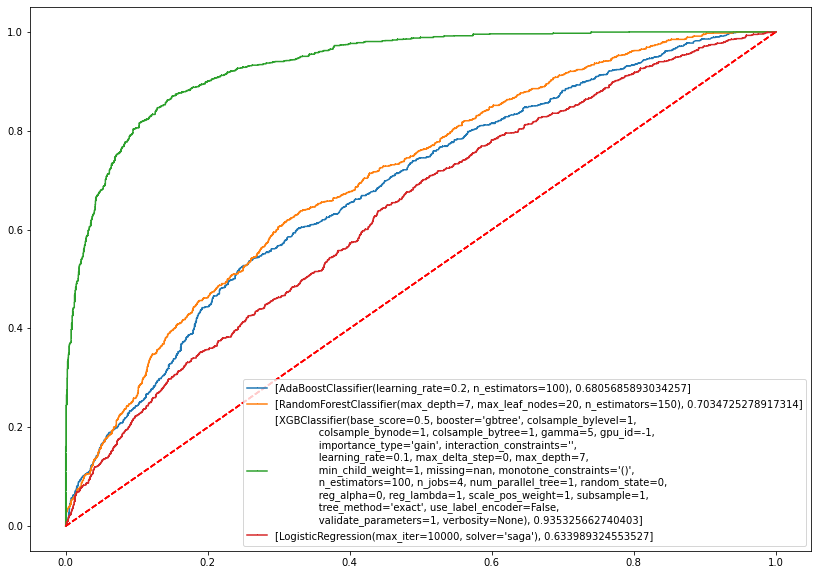 1.0
0.8
0.6
0.4
0.2
0.0
[AdaBoostClassifier(learning_rate=0.2, n_estimators=100), 0.6805685893034257]
[RandomForestClassifier(max_depth=7, max_leaf_nodes=20, n_estimators=150), 0.7034725278917314]
[XGBClassifier(base_score=0.5, booster='gbtree', colsample_bylevel=1,
colsample_bynode=1, colsample_bytree=1, gamma=5, gpu_id=-1,
importance_type='gain', interaction_constraints='',
learning_rate=0.1, max_delta_step=0, max_depth=7,
min_child_weight=1, missing=nan, monotone_constraints='()',
n_estimators=100, n_jobs=4, num_parallel_tree=1, random_state=0,
reg_alpha=0, reg_lambda=1, scale_pos_weight=1, subsample=1,
tree_method='exact', use_label_encoder=False,
validate_parameters=1, verbosity=None), 0.935325662740403]
[LogisticRegression(max_iter=10000, solver='saga'), 0.633989324553527]
0.0 0.2 0.4 0.6 0.8 1.0